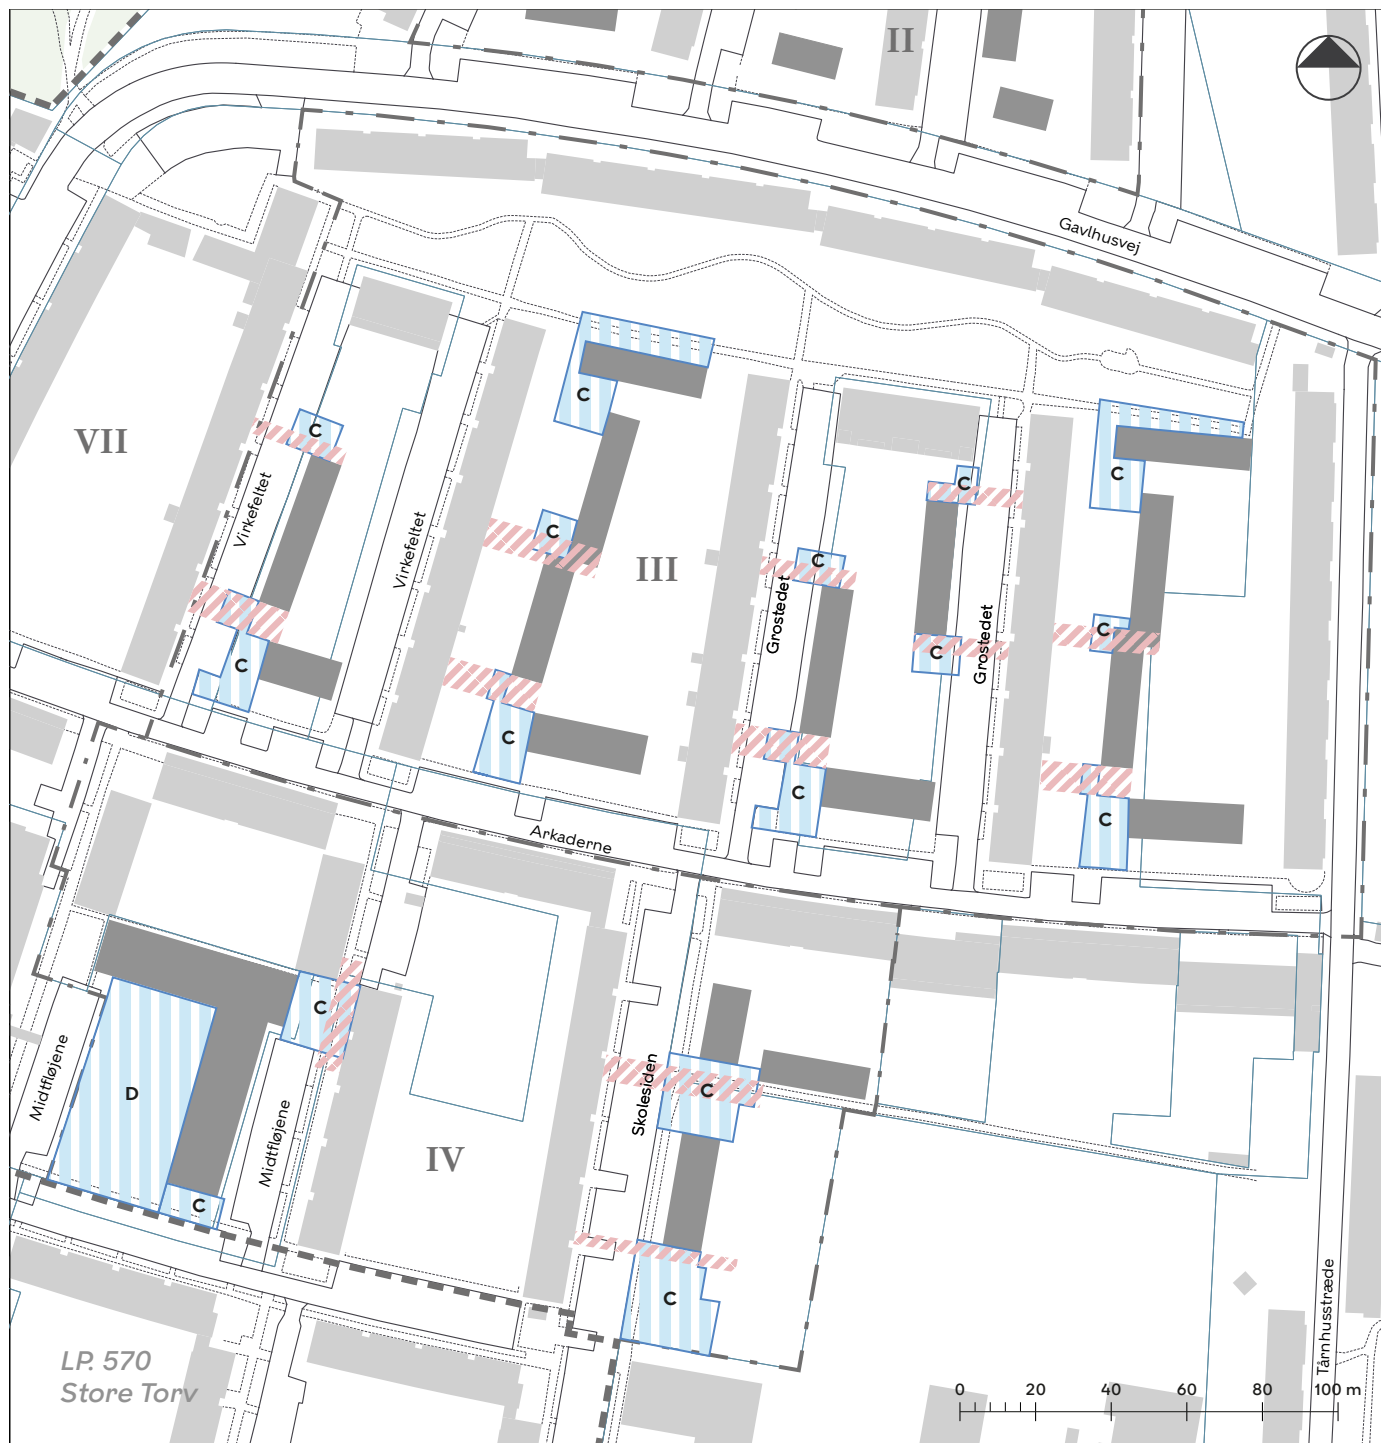 II
Gavlhusvej
C
C
VII
C
C
C
Virkefeltet
Virkefeltet
C
III
C
Grostedet
Grostedet
C
C
C
C
C
C
C
Arkaderne
C
Midtfløjene
D
Midtfløjene
C
IV
Skolesiden
C
C
Tårnhusstræde
LP. 570
Store Torv
0 20 40 60 80 100 m